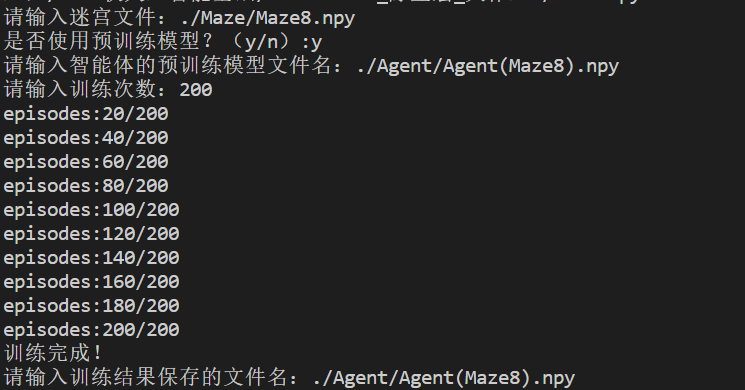 请输入迷宫文件：./Maze/Maze8.npy
是否使用预训练模型？（y/n）:y
请输入智能体的预训练模型文件名：./Agent/Agent(Maze8).npy
请输入训练次数：200
episodes:20/200
episodes:40/200
episodes:60/200
episodes:80/200
episodes:100/200
episodes:120/200
episodes:140/200
episodes:160/200
episodes:180/200
episodes:200/200
训练完成！
请输入训练结果保存的文件名：./Agent/Agent(Maze8).npy